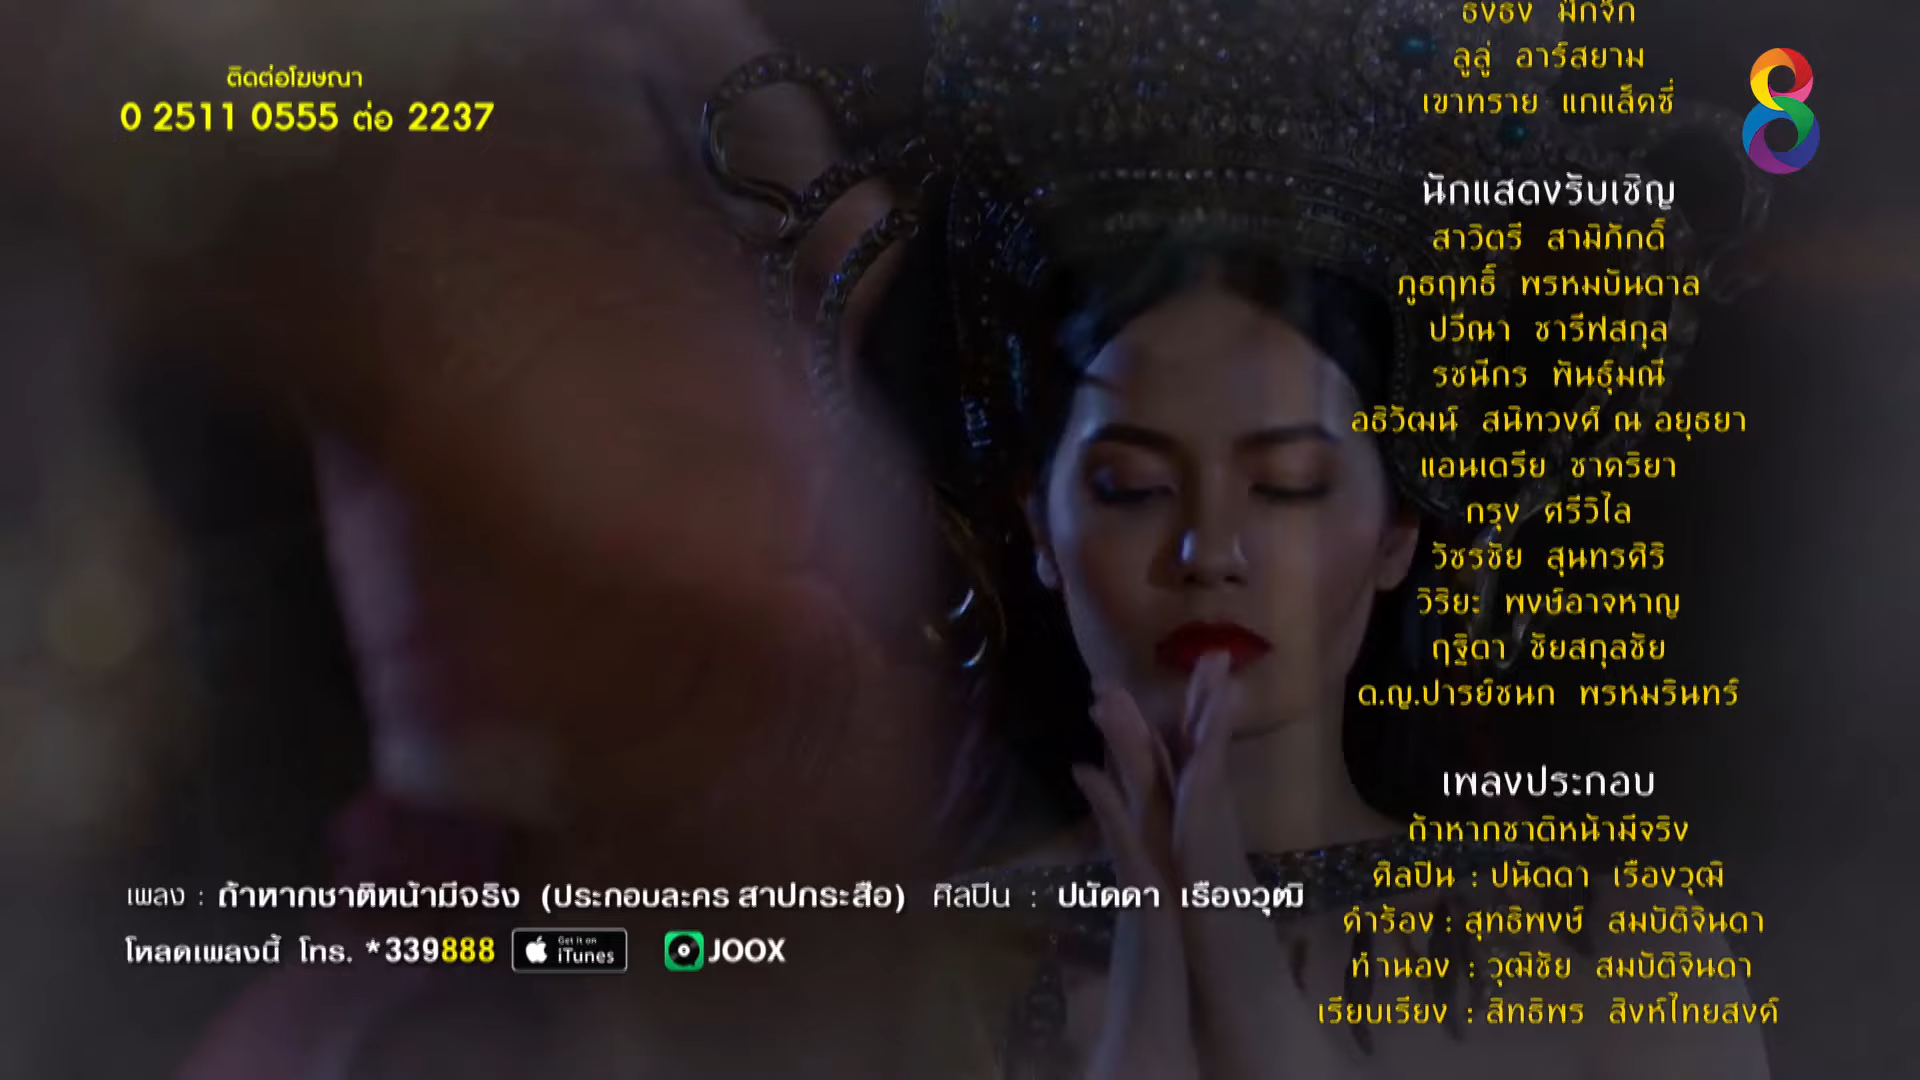 ติดต่อโฆษณา
0 2511 0555 ต่อ 2237
ธงธง มกจ๊ก
ลูลู่ อาร์สยาม
เขาทราย แกแล็คซี่
นักแสดงรับเชิญ
สาวิตรี สามิภักดิ์
ภูธฤทธิ์ พรหมบันดาล
ปวีณา ชารีฟสกุล
รชนีกร พันธุ์มณี
อธิวัฒน์ สนิทวงศ์ ณ อยุธยา
แอนเดรีย ชาคริยา
กรุง ศรีวิไล
วัชรชัย สุนทรศิริ
วิริยะ พงษ์อาจหาญ
ฤฐิตา ชัยสกุลชัย
ด.ญ.ปารย์ชนก พรหมรินทร์
เพลงประกอบ
ถ้าหากชาติหน้ามีจริง
ศิลปิน : ปนัดดา เรืองวุฒิ
คำร้อง : สุทธิพงษ์ สมบัติจินดา
ทำนอง : วุฒิชัย สมบัติจินดา
เรียบเรียง : สิทธิพร สิงห์ไทยสงค์
เพลง : ถ้าหากชาติหน้ามีจริง (ประกอบละคร สาปกระสือ) ศิลปิน : ปนัดดา เรืองวุฒิ
โหลดเพลงนี้ โทร. *339888 Get it on iTunes JOOX